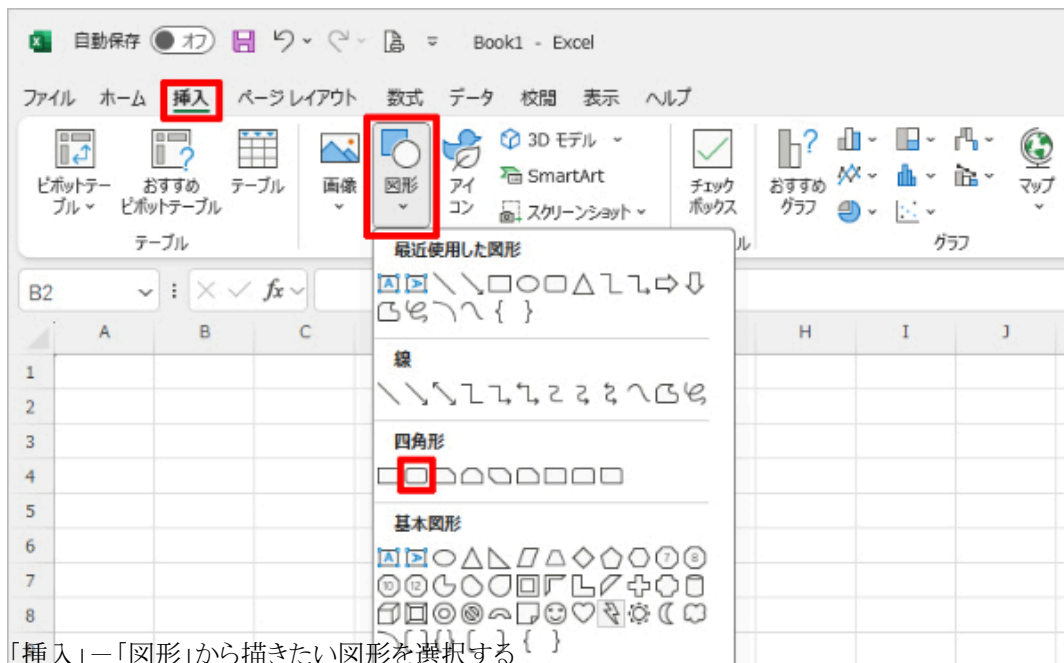 自動保存 オフ Book1 - Excel
ファイル ホーム 挿入 ページ レイアウト 数式 データ 校閲 表示 ヘルプ
ピボットテーブル おすすめピボットテーブル テーブル 画像 図形 アイコン 3D モデル SmartArt スクリーンショット チェックボックス おすすめグラフ マップ
テーブル ル グラフ
B2 fx
最近使用した図形
A B C H I J
線
四角形
基本図形
1
2
3
4
5
6
7
8
「挿入」－「図形」から描きたい図形を選択する